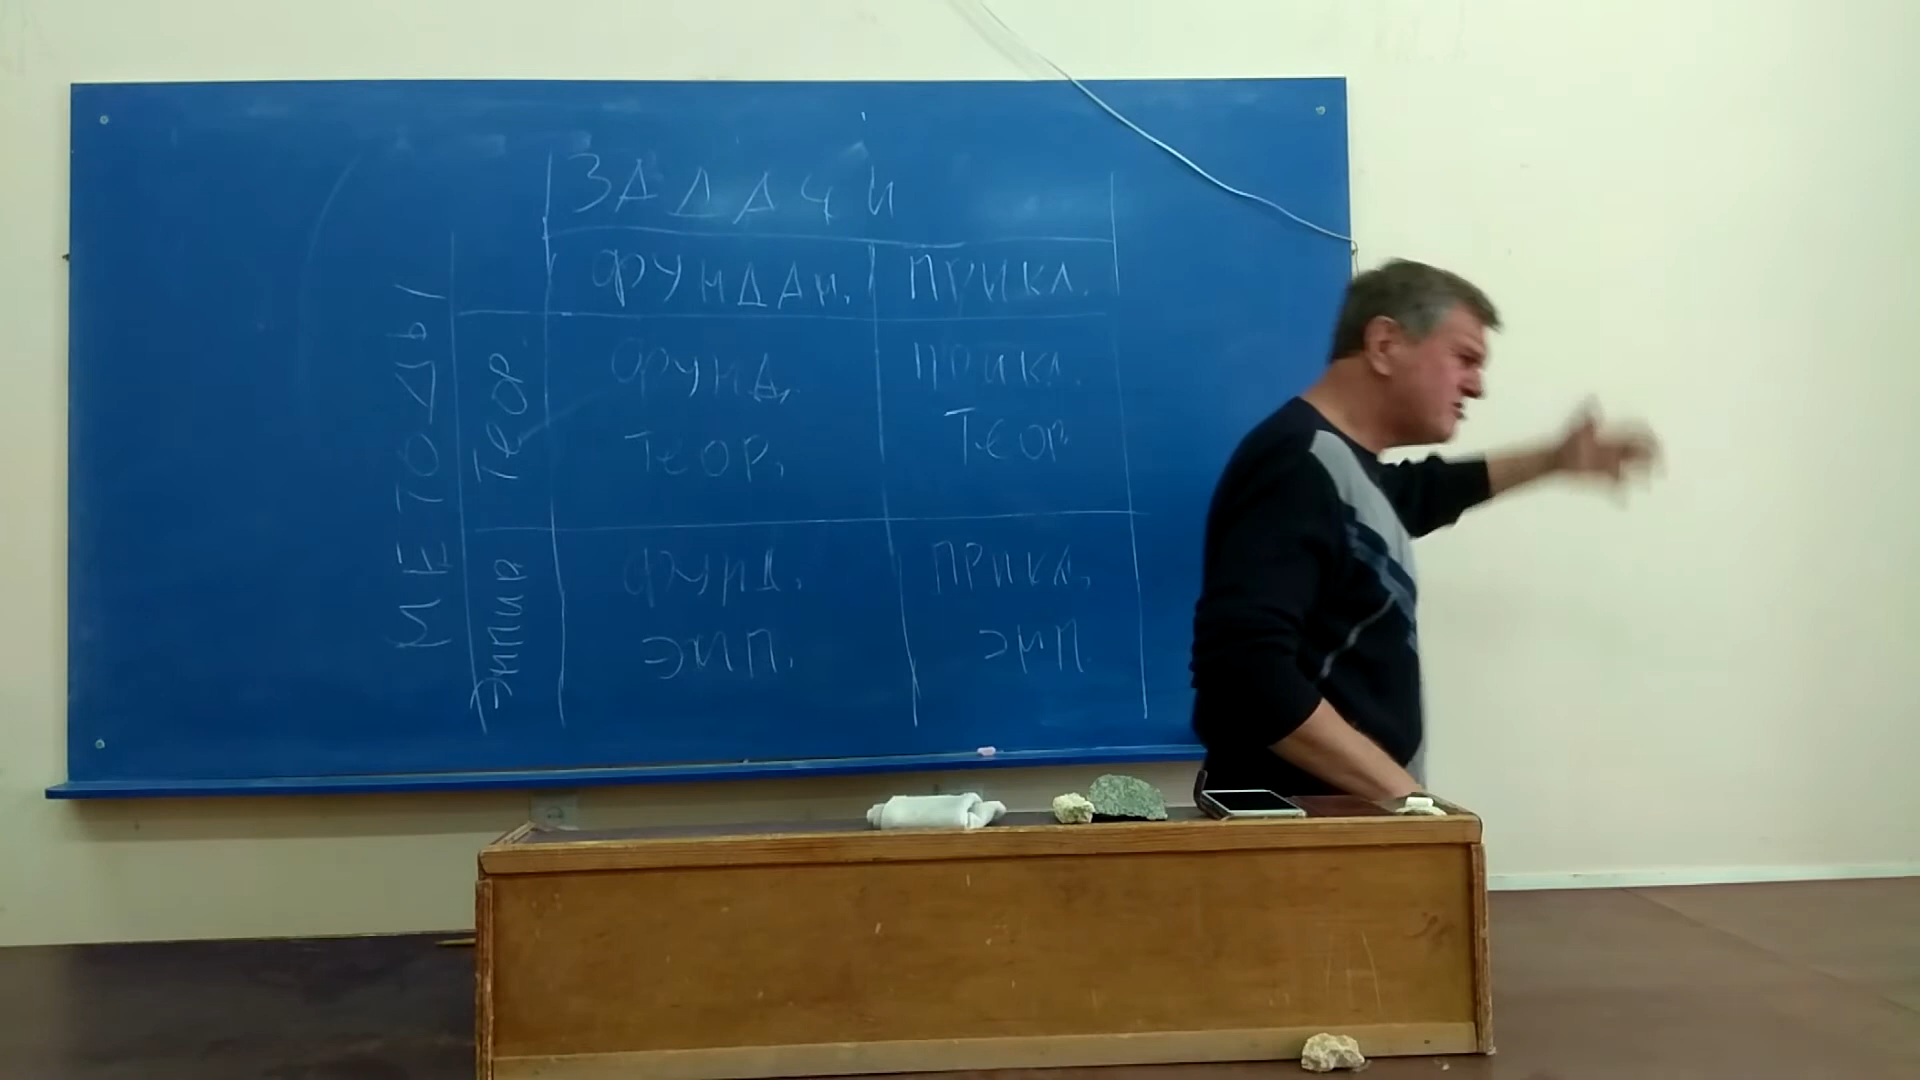 ЗАДАЧИ
ФУНДАМ. ПРИКЛ.
МЕТОДЫ
ТЕОР.
ФУНД. ПРИКЛ.
ТЕОР. ТЕОР
ЭМПИР
ФУНД. ПРИКЛ.
ЭМП. ЭМП.